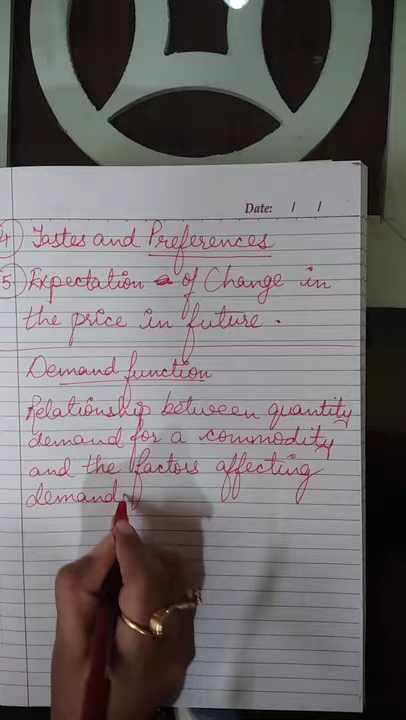 Date: / /
4 Tastes and Preferences
5 Expectation of Change in
the price in future.
Demand function
Relationship between quantity
demand for a commodity
and the factors affecting
demand